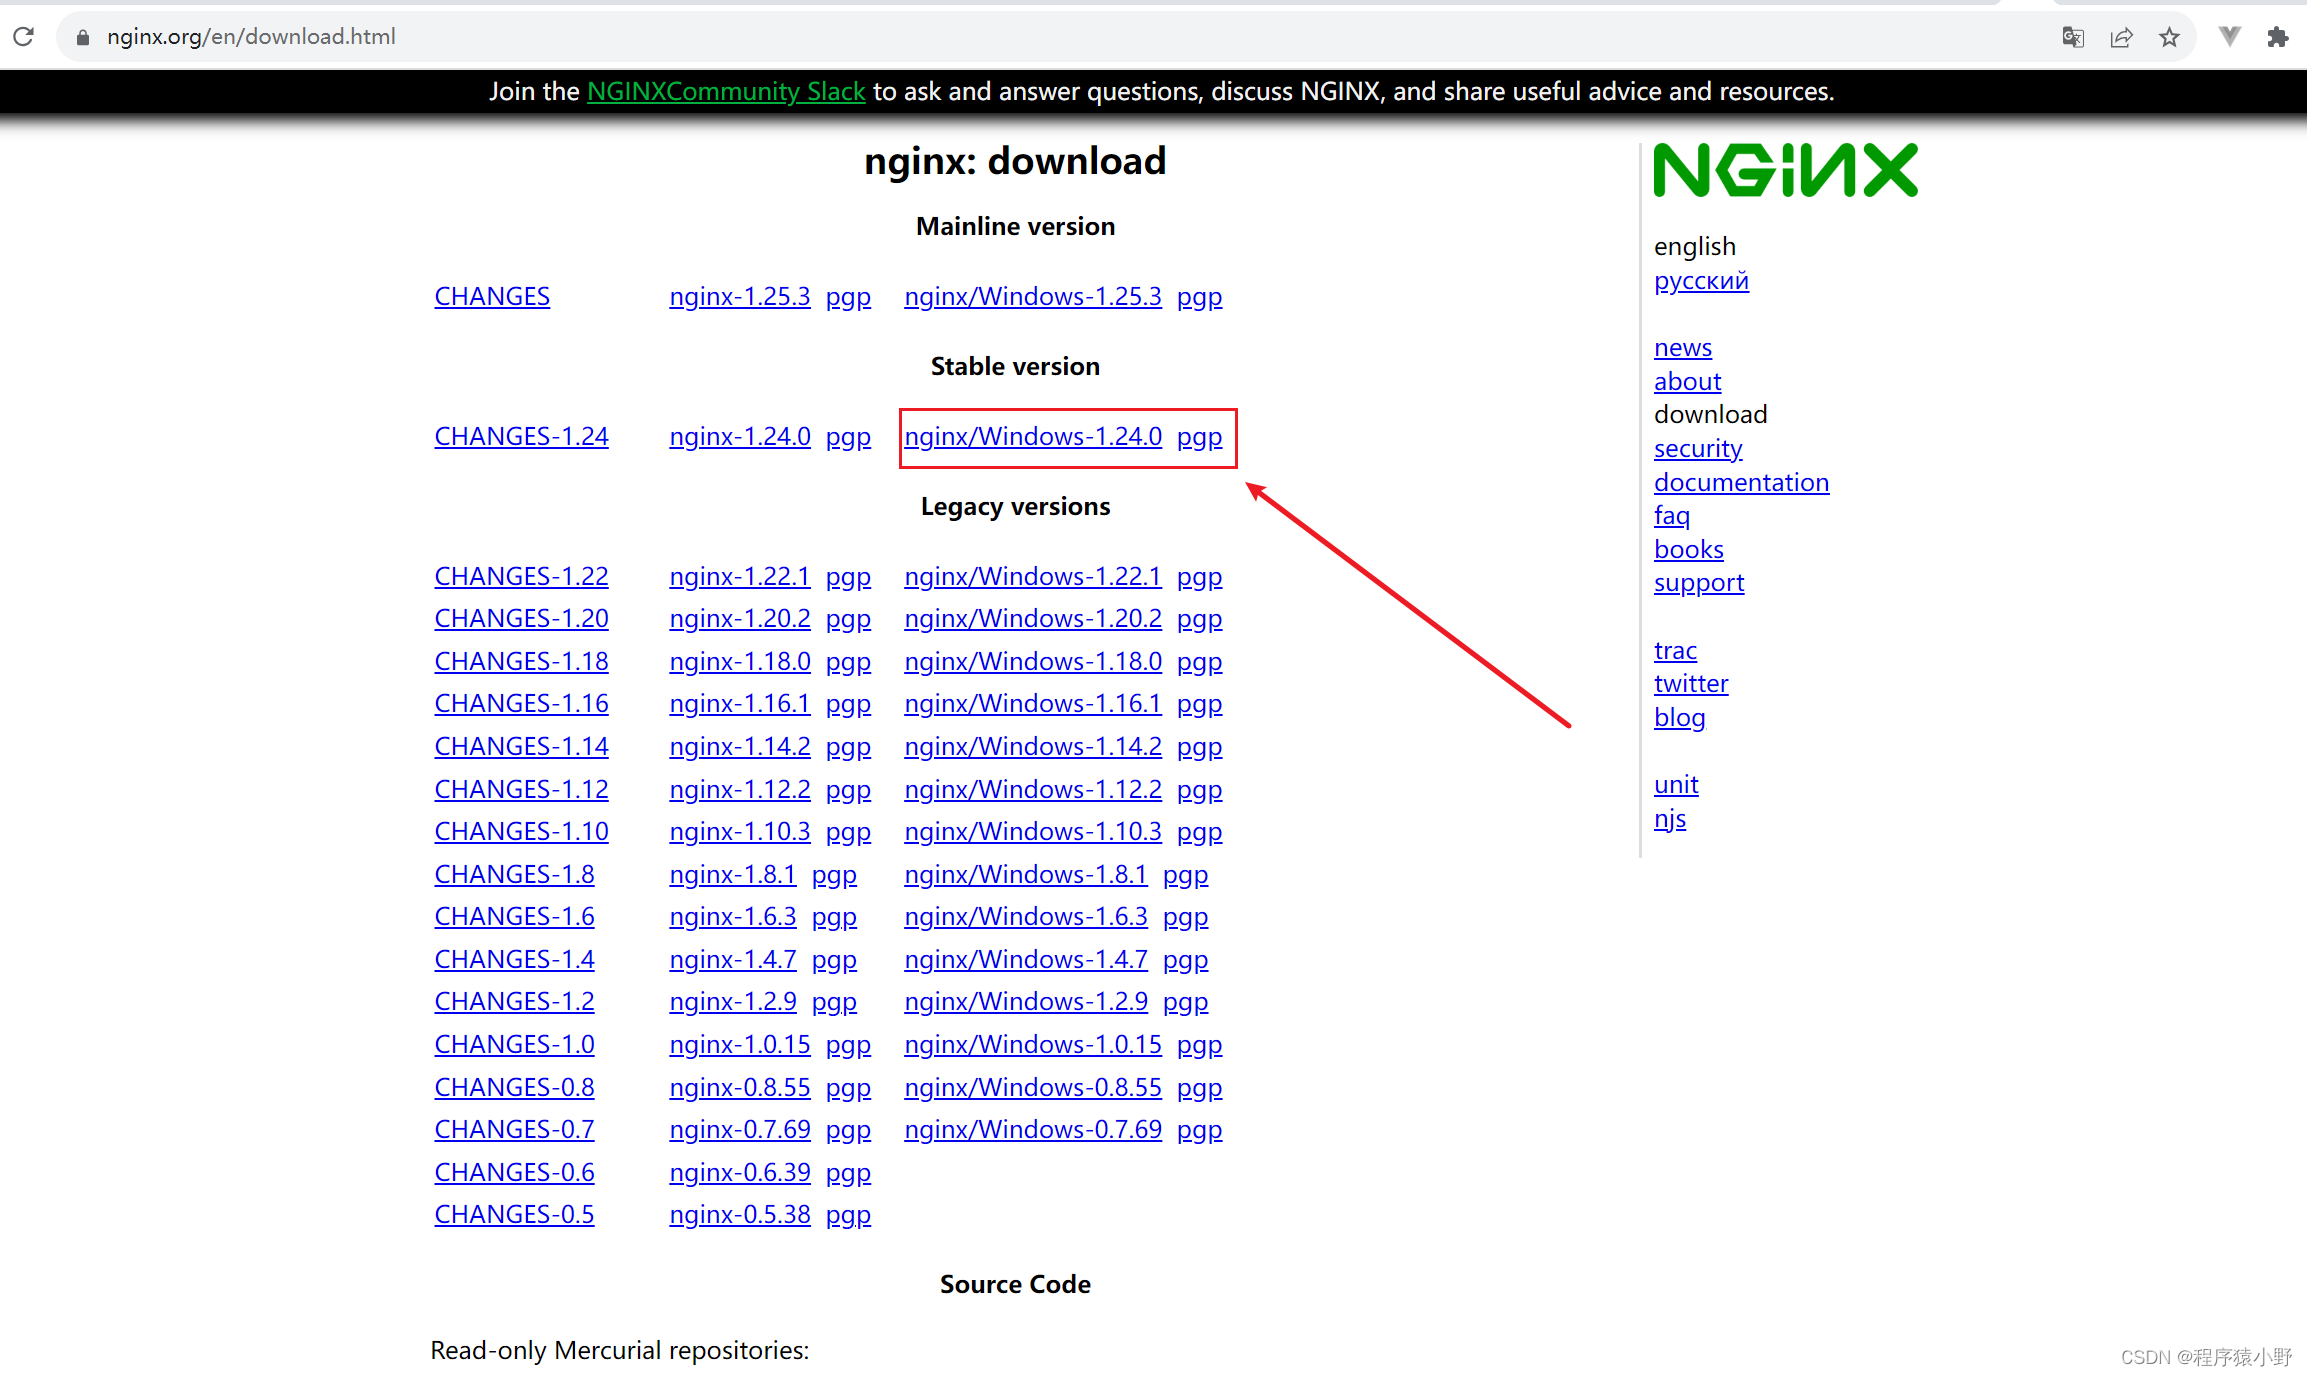 nginx.org/en/download.html
Join the NGINXCommunity Slack to ask and answer questions, discuss NGINX, and share useful advice and resources.
nginx: download
Mainline version
CHANGES nginx-1.25.3 pgp nginx/Windows-1.25.3 pgp
Stable version
CHANGES-1.24 nginx-1.24.0 pgp nginx/Windows-1.24.0 pgp
Legacy versions
CHANGES-1.22 nginx-1.22.1 pgp nginx/Windows-1.22.1 pgp
CHANGES-1.20 nginx-1.20.2 pgp nginx/Windows-1.20.2 pgp
CHANGES-1.18 nginx-1.18.0 pgp nginx/Windows-1.18.0 pgp
CHANGES-1.16 nginx-1.16.1 pgp nginx/Windows-1.16.1 pgp
CHANGES-1.14 nginx-1.14.2 pgp nginx/Windows-1.14.2 pgp
CHANGES-1.12 nginx-1.12.2 pgp nginx/Windows-1.12.2 pgp
CHANGES-1.10 nginx-1.10.3 pgp nginx/Windows-1.10.3 pgp
CHANGES-1.8 nginx-1.8.1 pgp nginx/Windows-1.8.1 pgp
CHANGES-1.6 nginx-1.6.3 pgp nginx/Windows-1.6.3 pgp
CHANGES-1.4 nginx-1.4.7 pgp nginx/Windows-1.4.7 pgp
CHANGES-1.2 nginx-1.2.9 pgp nginx/Windows-1.2.9 pgp
CHANGES-1.0 nginx-1.0.15 pgp nginx/Windows-1.0.15 pgp
CHANGES-0.8 nginx-0.8.55 pgp nginx/Windows-0.8.55 pgp
CHANGES-0.7 nginx-0.7.69 pgp nginx/Windows-0.7.69 pgp
CHANGES-0.6 nginx-0.6.39 pgp
CHANGES-0.5 nginx-0.5.38 pgp
Source Code
Read-only Mercurial repositories:
NGiNX
english
русский
news
about
download
security
documentation
faq
books
support
trac
twitter
blog
unit
njs
CSDN @程序猿小野